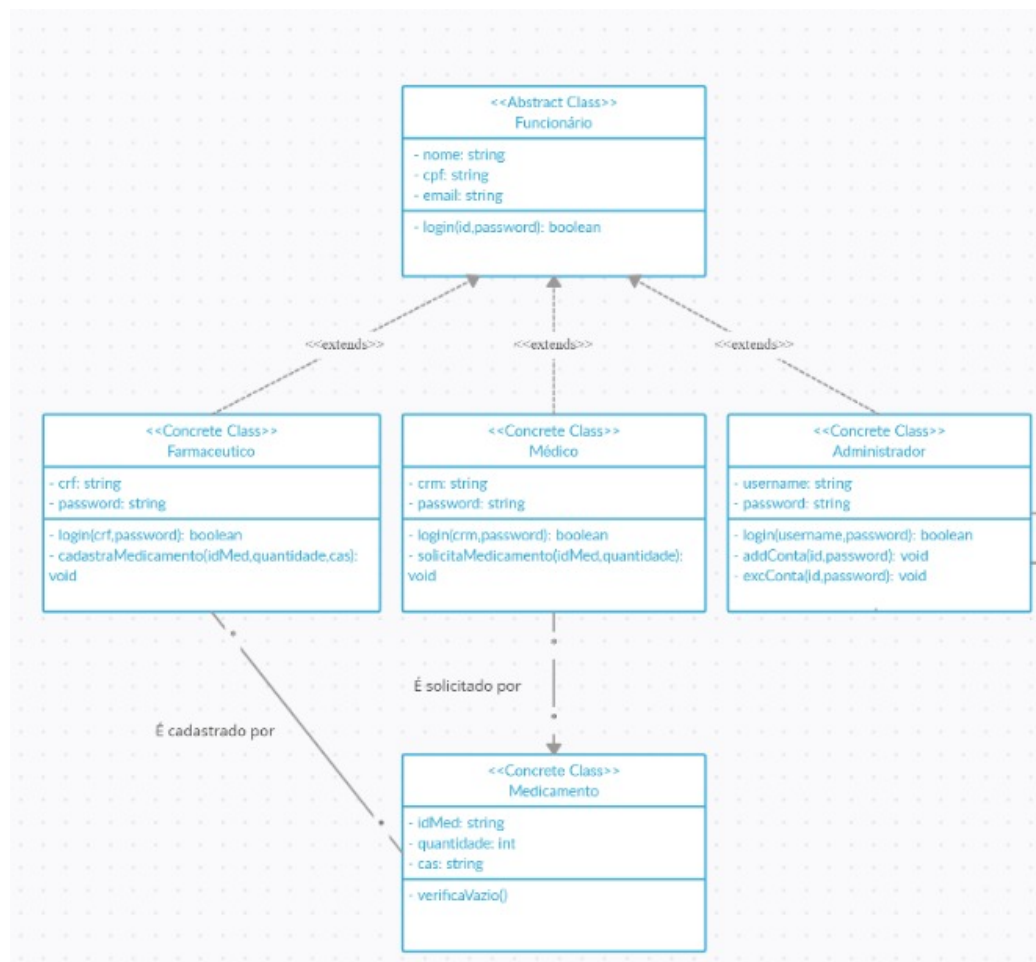 <<Abstract Class>>
Funcionário
- nome: string
- cpf: string
- email: string
- login(id,password): boolean
<<extends>>
<<extends>>
<<extends>>
<<Concrete Class>>
Farmaceutico
- crf: string
- password: string
- login(crf,password): boolean
- cadastraMedicamento(idMed,quantidade,cas):
void
<<Concrete Class>>
Médico
- crm: string
- password: string
- login(crm,password): boolean
- solicitaMedicamento(idMed,quantidade):
void
<<Concrete Class>>
Administrador
- username: string
- password: string
- login(username,password): boolean
- addConta(id,password): void
- excConta(id,password): void
*
*
É solicitado por
É cadastrado por
*
*
<<Concrete Class>>
Medicamento
- idMed: string
- quantidade: int
- cas: string
- verificaVazio()